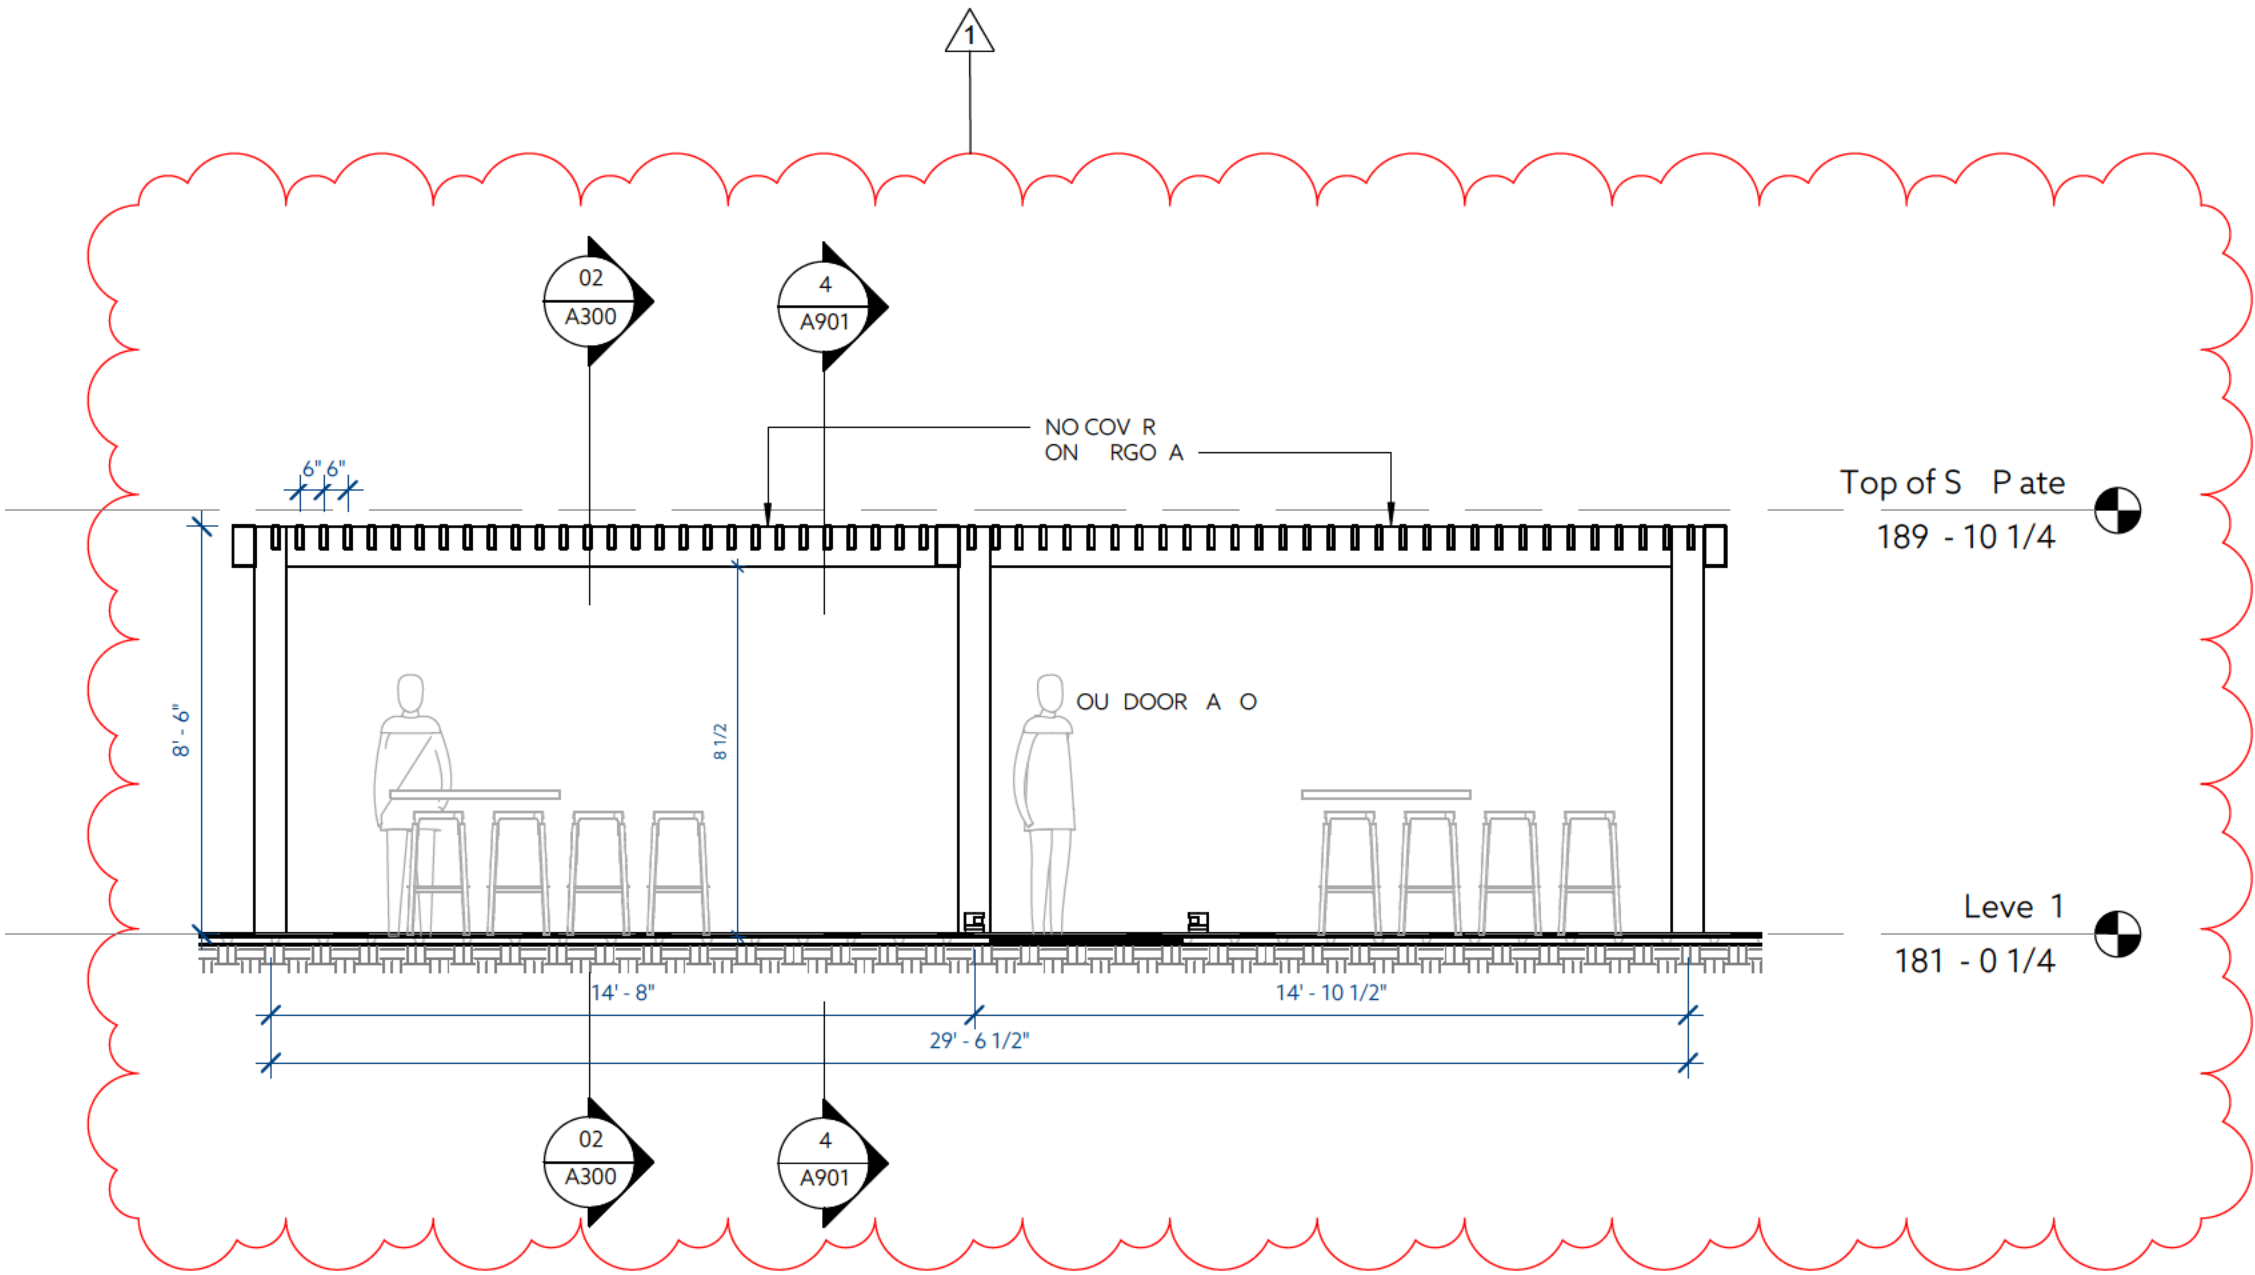 1
02
A300
4
A901
NO COV R
ON RGO A
6" 6"
Top of S P ate
189 - 10 1/4
8' - 6"
8 1/2
OU DOOR A O
Leve 1
181 - 0 1/4
14' - 8"
14' - 10 1/2"
29' - 6 1/2"
02
A300
4
A901